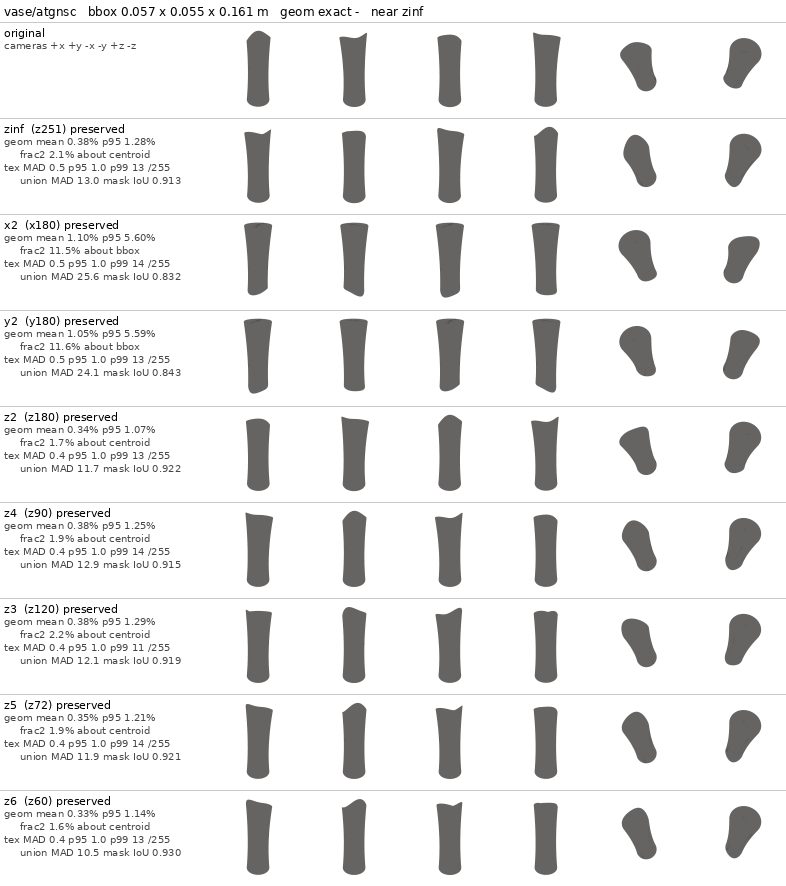 vase/atgnsc   bbox 0.057 x 0.055 x 0.161 m   geom exact -   near zinf
original
cameras +x +y -x -y +z -z
zinf  (z251) preserved
geom mean 0.38% p95 1.28%
frac2 2.1% about centroid
tex MAD 0.5 p95 1.0 p99 13 /255
union MAD 13.0 mask IoU 0.913
x2  (x180) preserved
geom mean 1.10% p95 5.60%
frac2 11.5% about bbox
tex MAD 0.5 p95 1.0 p99 14 /255
union MAD 25.6 mask IoU 0.832
y2  (y180) preserved
geom mean 1.05% p95 5.59%
frac2 11.6% about bbox
tex MAD 0.5 p95 1.0 p99 13 /255
union MAD 24.1 mask IoU 0.843
z2  (z180) preserved
geom mean 0.34% p95 1.07%
frac2 1.7% about centroid
tex MAD 0.4 p95 1.0 p99 13 /255
union MAD 11.7 mask IoU 0.922
z4  (z90) preserved
geom mean 0.38% p95 1.25%
frac2 1.9% about centroid
tex MAD 0.4 p95 1.0 p99 14 /255
union MAD 12.9 mask IoU 0.915
z3  (z120) preserved
geom mean 0.38% p95 1.29%
frac2 2.2% about centroid
tex MAD 0.4 p95 1.0 p99 11 /255
union MAD 12.1 mask IoU 0.919
z5  (z72) preserved
geom mean 0.35% p95 1.21%
frac2 1.9% about centroid
tex MAD 0.4 p95 1.0 p99 14 /255
union MAD 11.9 mask IoU 0.921
z6  (z60) preserved
geom mean 0.33% p95 1.14%
frac2 1.6% about centroid
tex MAD 0.4 p95 1.0 p99 13 /255
union MAD 10.5 mask IoU 0.930